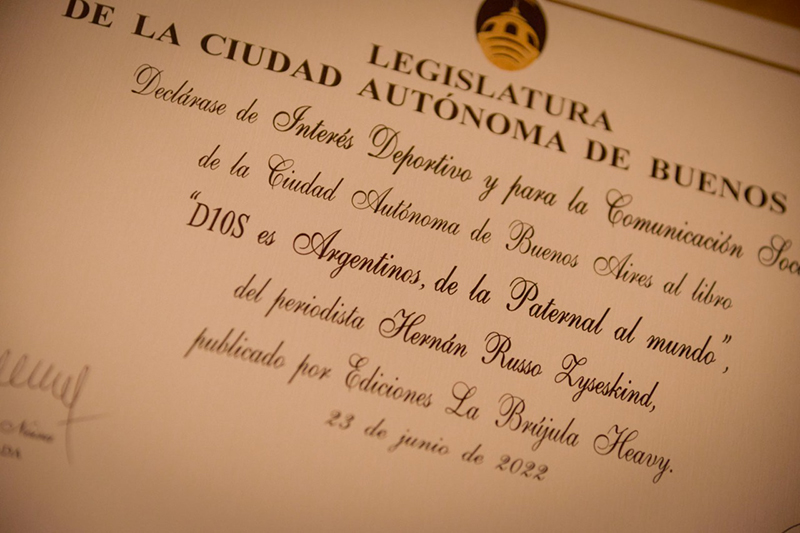 LEGISLATURA
DE LA CIUDAD AUTÓNOMA DE BUENOS
Declárase de Interés Deportivo y para la Comunicación Soc
de la Ciudad Autónoma de Buenos Aires al libro
"D10S es Argentinos, de la Paternal al mundo",
del periodista Hernán Russo Zyseskind,
publicado por Ediciones La Brújula Heavy.
23 de junio de 2022